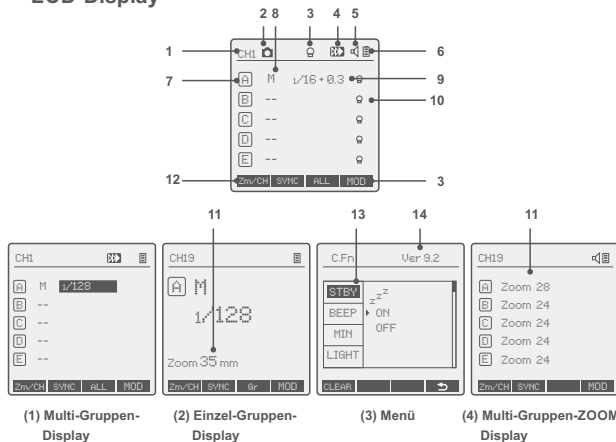 LCD-Display
2 8 3 4 5
1 CH1 6
7 A M 1/16+0.3 9
B -- 10
C --
D --
E --
12 Zm/CH SYNC ALL MOD 3
11 13 14 11
CH1
A M 1/128
B --
C --
D --
E --
Zm/CH SYNC ALL MOD
(1) Multi-Gruppen-
Display
CH19
A M
1/128
Zoom 35 mm
Zm/CH SYNC Gr MOD
(2) Einzel-Gruppen-
Display
C.Fn Ver 9.2
STBY zzZ
BEEP ON
MIN OFF
LIGHT
CLEAR
(3) Menü
CH19
A Zoom 28
B Zoom 24
C Zoom 24
D Zoom 24
E Zoom 24
Zm/CH SYNC MOD
(4) Multi-Gruppen-ZOOM
Display